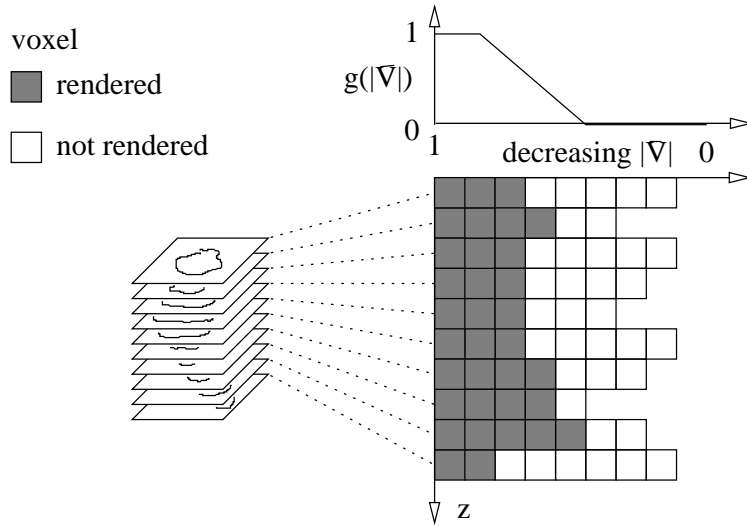 voxel
rendered
not rendered
1
g(|∇̄|)
0
1
decreasing |∇̄|
0
z